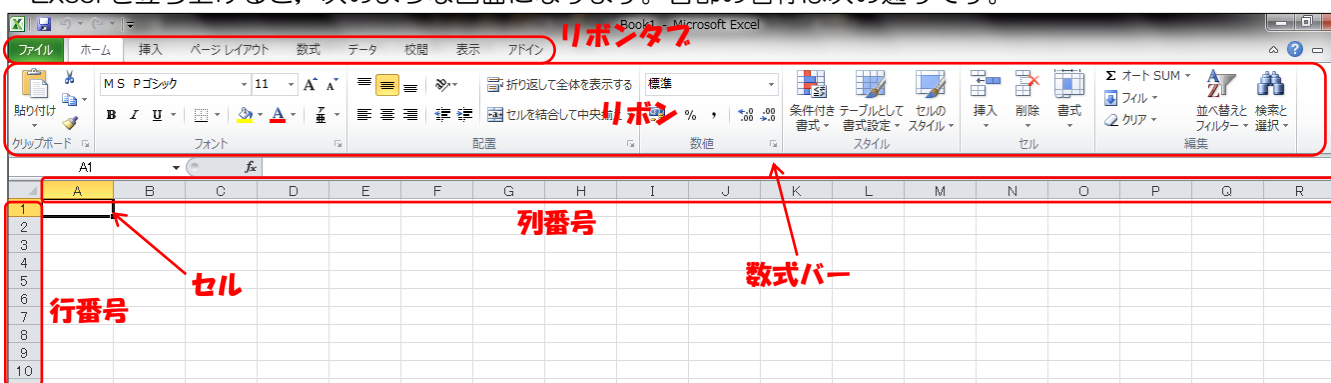 Excelを立ち上げると，次のような画面になります。各部の名称は次の通りです。
Book1 - Microsoft Excel
リボンタブ
ファイル ホーム 挿入 ページ レイアウト 数式 データ 校閲 表示 アドイン
貼り付け
ＭＳ Ｐゴシック 11 A A
折り返して全体を表示する
標準
条件付き書式 テーブルとして書式設定 セルのスタイル
挿入 削除 書式
Σ オート SUM
フィル
クリア
並べ替えとフィルター 検索と選択
B I U A
セルを結合して中央揃え
% , .0 .00 .00 .0
リボン
クリップボード フォント 配置 数値 スタイル セル 編集
A1 fx
A B C D E F G H I J K L M N O P Q R
1
2
3
4
5
6
7
8
9
10
列番号
セル
数式バー
行番号